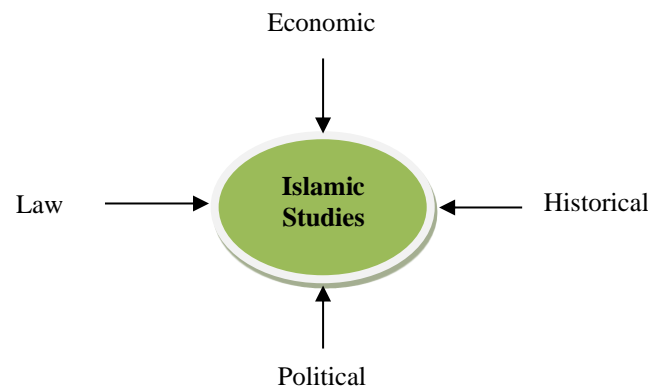 Economic
Islamic
Studies
Law
Historical
Political